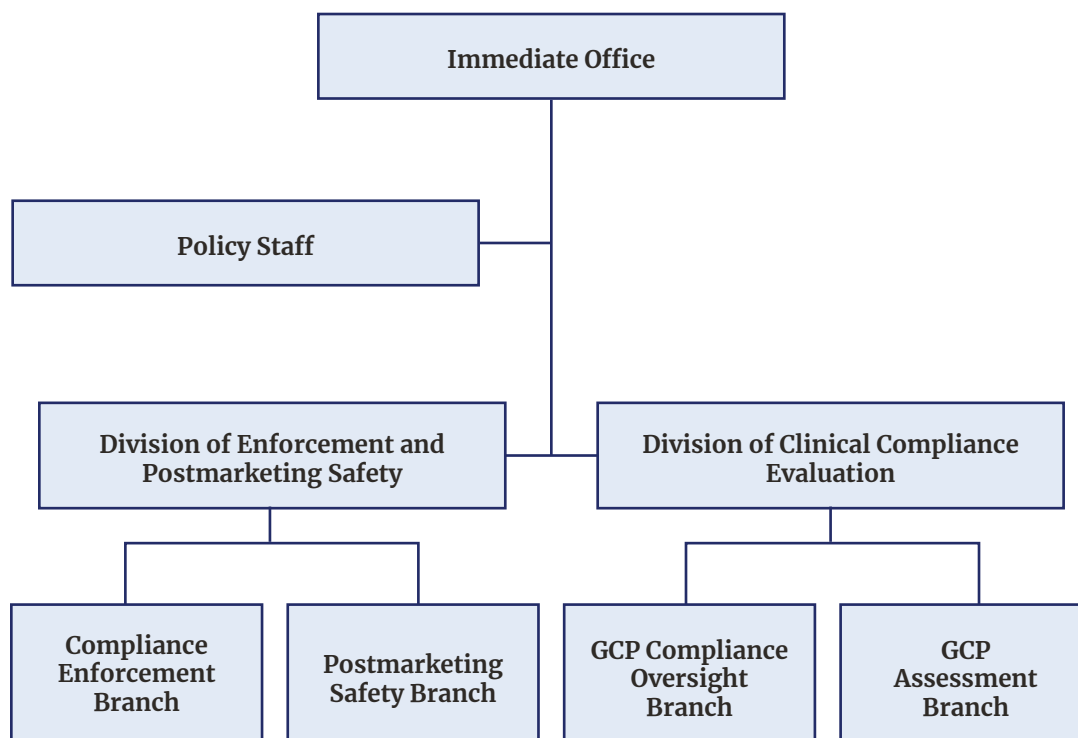 Immediate Office
Policy Staff
Division of Enforcement and
Postmarketing Safety
Division of Clinical Compliance
Evaluation
Compliance
Enforcement
Branch
Postmarketing
Safety Branch
GCP Compliance
Oversight
Branch
GCP
Assessment
Branch